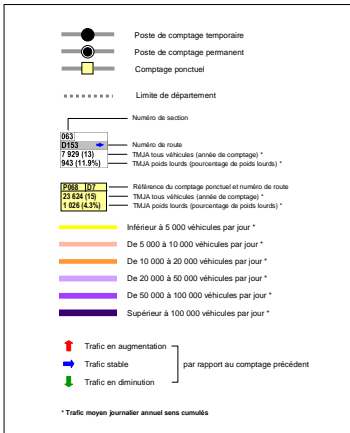 Poste de comptage temporaire
Poste de comptage permanent
Comptage ponctuel
Limite de département
Numéro de section
063
D153 Numéro de route
7 929 (13) TMJA tous véhicules (année de comptage) *
943 (11.9%) TMJA poids lourds (pourcentage de poids lourds) *
P068 D7 Référence du comptage ponctuel et numéro de route
23 624 (15) TMJA tous véhicules (année de comptage) *
1 026 (4.3%) TMJA poids lourds (pourcentage de poids lourds) *
Inférieur à 5 000 véhicules par jour *
De 5 000 à 10 000 véhicules par jour *
De 10 000 à 20 000 véhicules par jour *
De 20 000 à 50 000 véhicules par jour *
De 50 000 à 100 000 véhicules par jour *
Supérieur à 100 000 véhicules par jour *
Trafic en augmentation
Trafic stable par rapport au comptage précédent
Trafic en diminution
* Trafic moyen journalier annuel sens cumulés